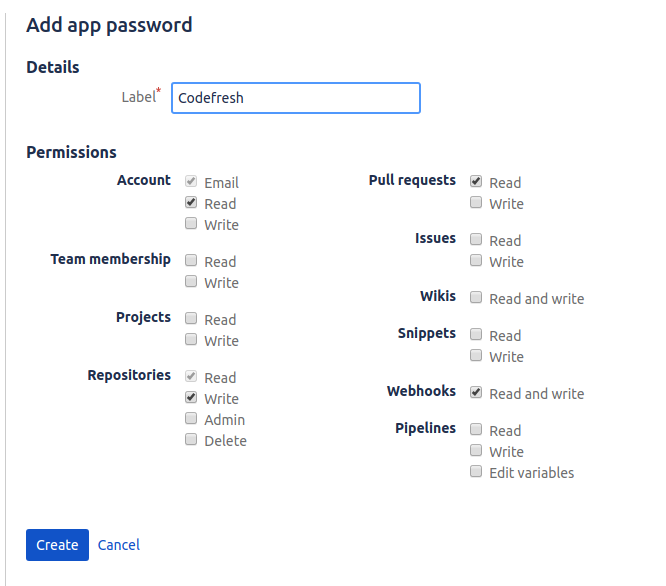 Add app password
Details
Label*
Codefresh
Permissions
Account
Email
Read
Write
Team membership
Read
Write
Projects
Read
Write
Repositories
Read
Write
Admin
Delete
Pull requests
Read
Write
Issues
Read
Write
Wikis
Read and write
Snippets
Read
Write
Webhooks
Read and write
Pipelines
Read
Write
Edit variables
Create
Cancel